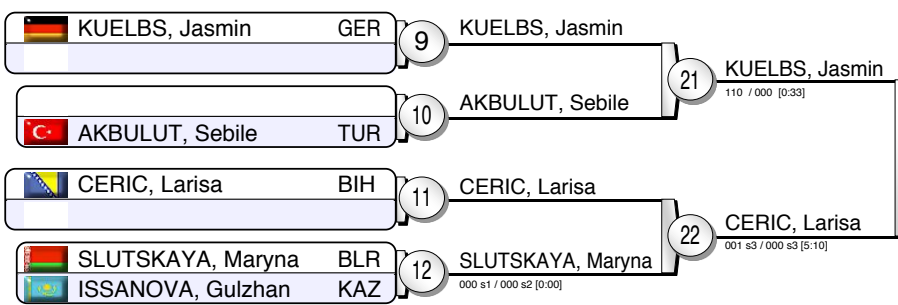 KUELBS, Jasmin GER
9
KUELBS, Jasmin
21
KUELBS, Jasmin
110 / 000 [0:33]
10
AKBULUT, Sebile
AKBULUT, Sebile TUR
CERIC, Larisa BIH
11
CERIC, Larisa
22
CERIC, Larisa
001 s3 / 000 s3 [5:10]
SLUTSKAYA, Maryna BLR
12
SLUTSKAYA, Maryna
000 s1 / 000 s2 [0:00]
ISSANOVA, Gulzhan KAZ